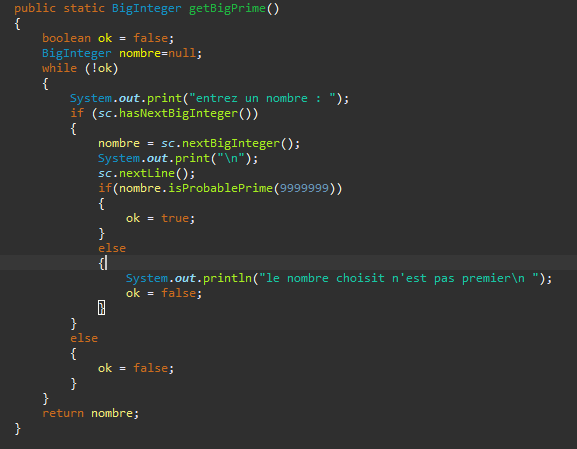 public static BigInteger getBigPrime()
{
    boolean ok = false;
    BigInteger nombre=null;
    while (!ok)
    {
        System.out.print("entrez un nombre : ");
        if (sc.hasNextBigInteger())
        {
            nombre = sc.nextBigInteger();
            System.out.print("\n");
            sc.nextLine();
            if(nombre.isProbablePrime(9999999))
            {
                ok = true;
            }
            else
            {
                System.out.println("le nombre choisit n'est pas premier\n ");
                ok = false;
            }
        }
        else
        {
            ok = false;
        }
    }
    return nombre;
}